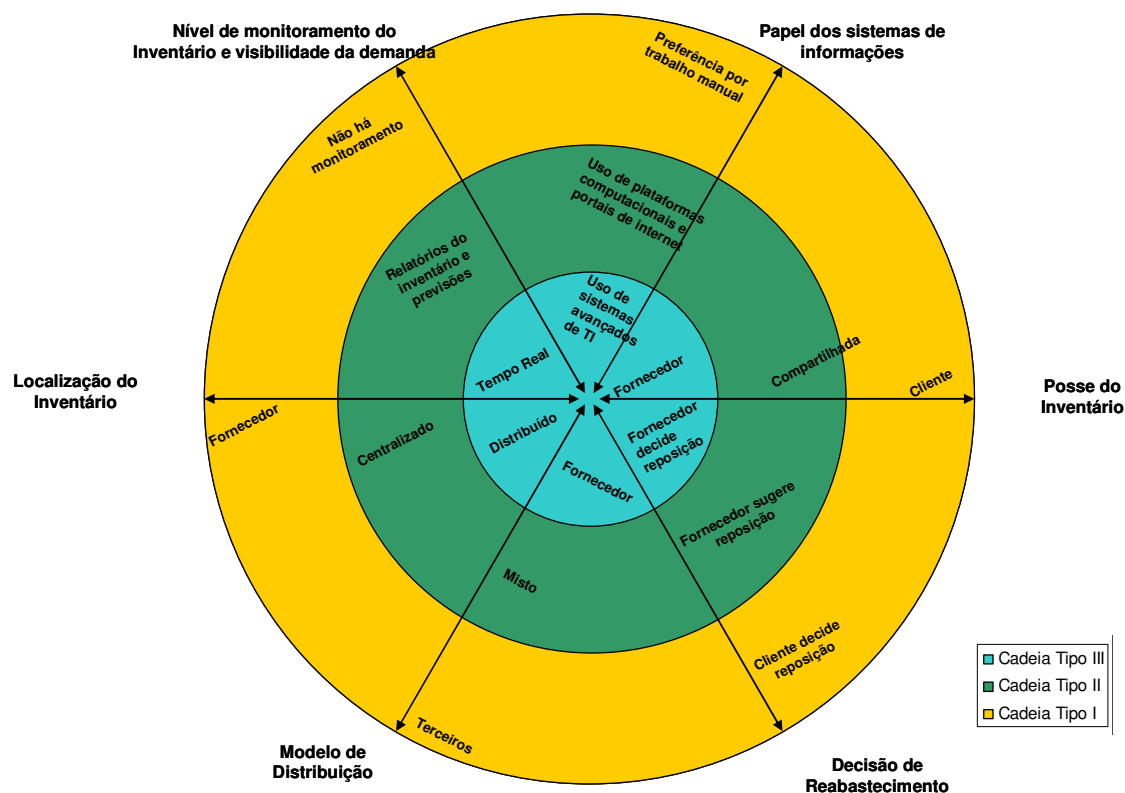 Nível de monitoramento do
Inventário e visibilidade da demanda
Papel dos sistemas de
informações
Preferência por
trabalho manual
Não há
monitoramento
Uso de plataformas
computacionais e
portais de internet
Relatórios do
inventário e
previsões
Uso de
sistemas
avançados
de TI
Tempo Real
Fornecedor
Compartilhada
Cliente
Localização do
Inventário
Posse do
Inventário
Fornecedor
Centralizado
Distribuído
Fornecedor
decide
reposição
Fornecedor
Fornecedor sugere
reposição
Misto
Cliente decide
reposição
Terceiros
Cadeia Tipo III
Cadeia Tipo II
Cadeia Tipo I
Modelo de
Distribuição
Decisão de
Reabastecimento